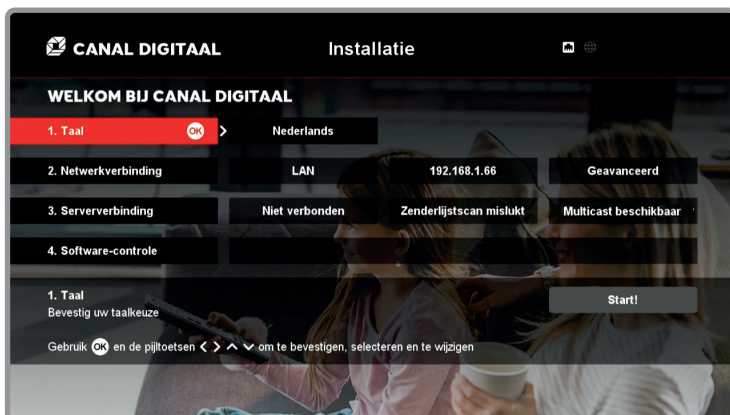 CANAL DIGITAAL
Installatie
WELKOM BIJ CANAL DIGITAAL
1. Taal OK Nederlands
2. Netwerkverbinding LAN 192.168.1.66 Geavanceerd
3. Serververbinding Niet verbonden Zenderlijstscan mislukt Multicast beschikbaar
4. Software-controle
1. Taal
Bevestig uw taalkeuze
Start!
Gebruik OK en de pijltoetsen om te bevestigen, selecteren en te wijzigen